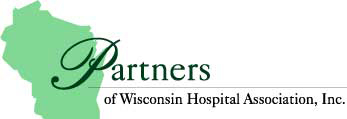 Partners
of Wisconsin Hospital Association, Inc.